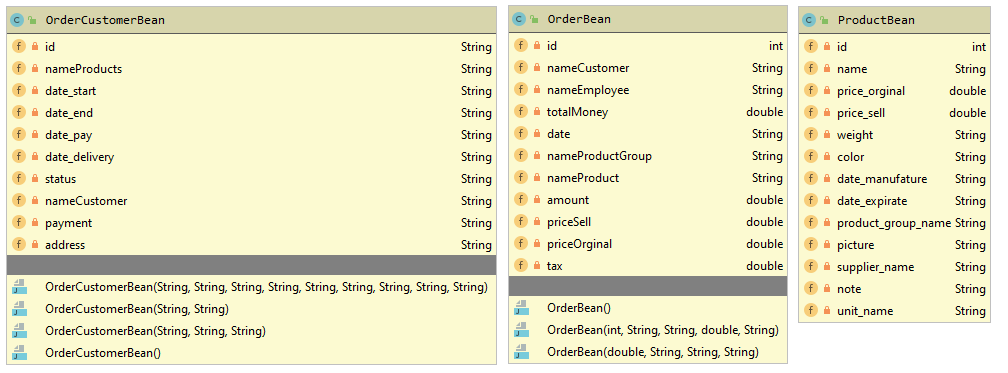 OrderCustomerBean
id String
nameProducts String
date_start String
date_end String
date_pay String
date_delivery String
status String
nameCustomer String
payment String
address String
OrderCustomerBean(String, String, String, String, String, String, String, String, String)
OrderCustomerBean(String, String)
OrderCustomerBean(String, String, String)
OrderCustomerBean()
OrderBean
id int
nameCustomer String
nameEmployee String
totalMoney double
date String
nameProductGroup String
nameProduct String
amount double
priceSell double
priceOrginal double
tax double
OrderBean()
OrderBean(int, String, String, double, String)
OrderBean(double, String, String, String)
ProductBean
id int
name String
price_orginal double
price_sell double
weight String
color String
date_manufature String
date_expirate String
product_group_name String
picture String
supplier_name String
note String
unit_name String